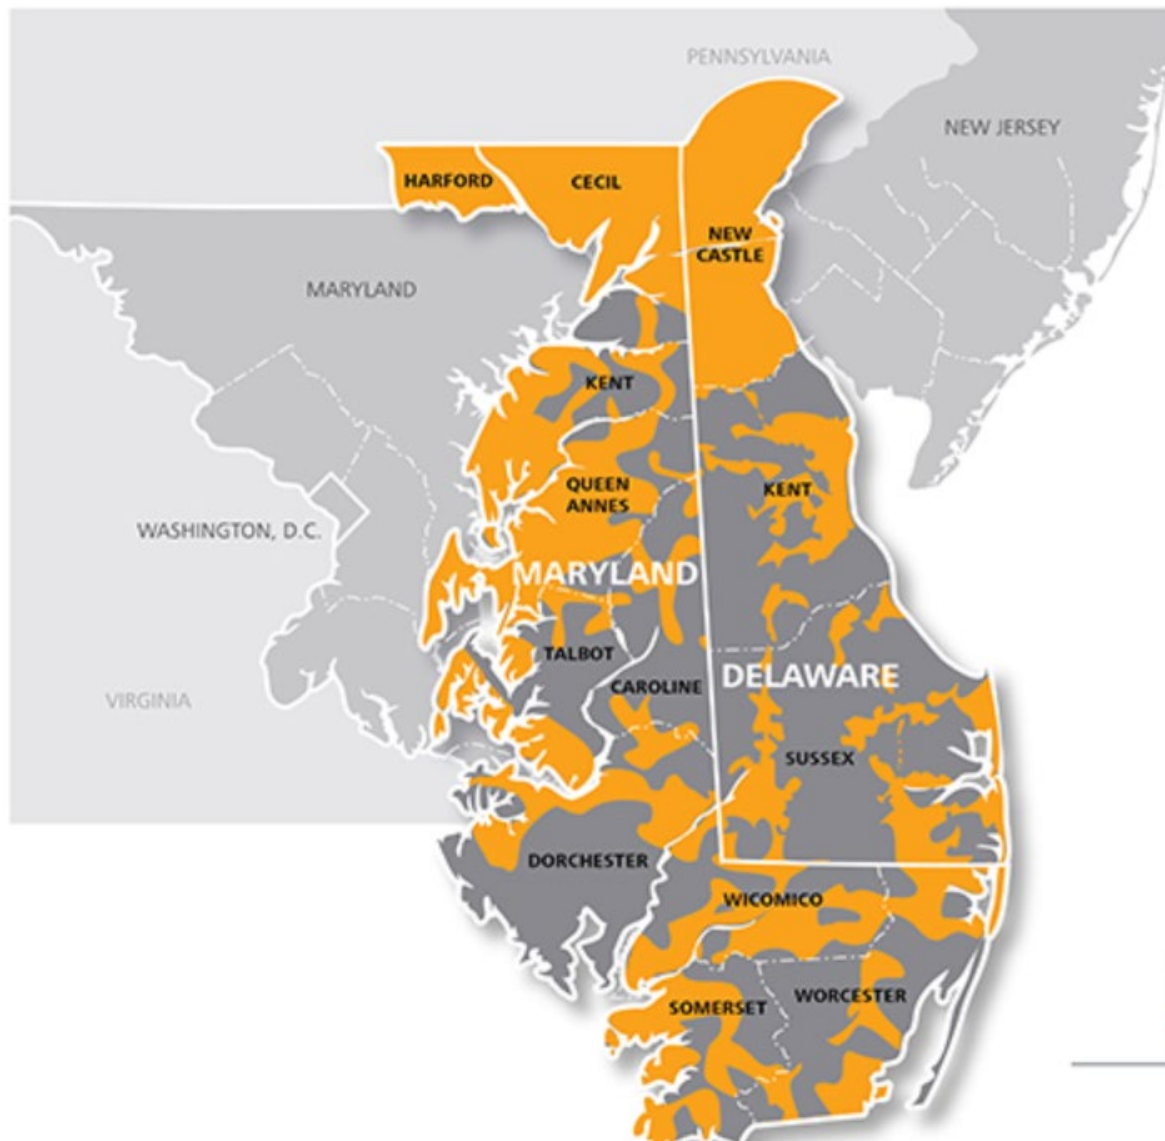 PENNSYLVANIA
NEW JERSEY
HARFORD
CECIL
NEW
CASTLE
MARYLAND
KENT
QUEEN
ANNES
KENT
WASHINGTON, D.C.
MARYLAND
TALBOT
CAROLINE
DELAWARE
VIRGINIA
SUSSEX
DORCHESTER
WICOMICO
SOMERSET
WORCESTER